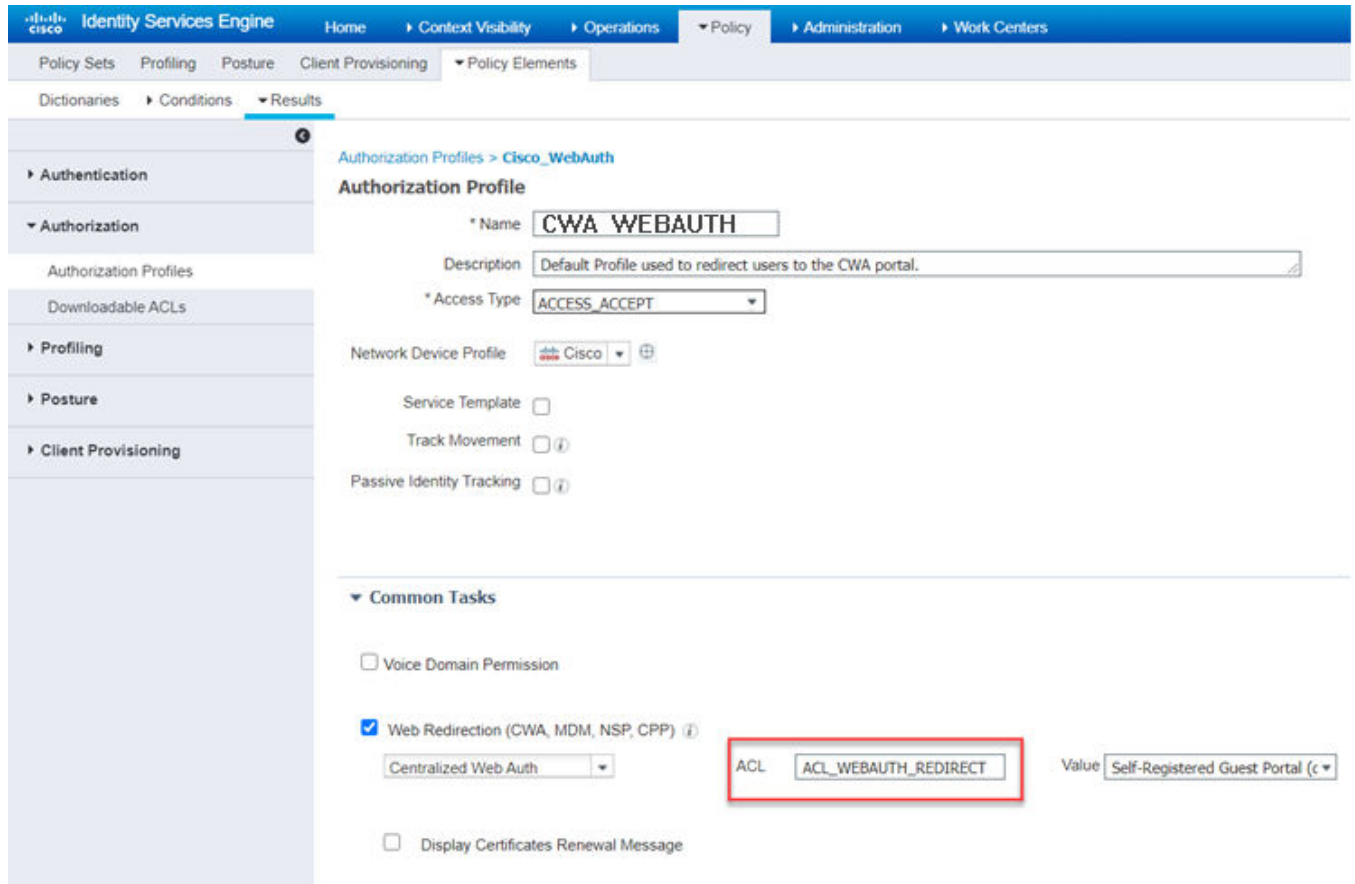 cisco Identity Services Engine Home Context Visibility Operations Policy Administration Work Centers
Policy Sets Profiling Posture Client Provisioning Policy Elements
Dictionaries Conditions Results
Authorization Profiles > Cisco_WebAuth
Authorization Profile
* Name CWA WEBAUTH
Description Default Profile used to redirect users to the CWA portal.
* Access Type ACCESS_ACCEPT
Network Device Profile Cisco
Service Template
Track Movement i
Passive Identity Tracking i
Authentication
Authorization
Authorization Profiles
Downloadable ACLs
Profiling
Posture
Client Provisioning
Common Tasks
Voice Domain Permission
Web Redirection (CWA, MDM, NSP, CPP) i
Centralized Web Auth ACL ACL_WEBAUTH_REDIRECT Value Self-Registered Guest Portal (c
Display Certificates Renewal Message